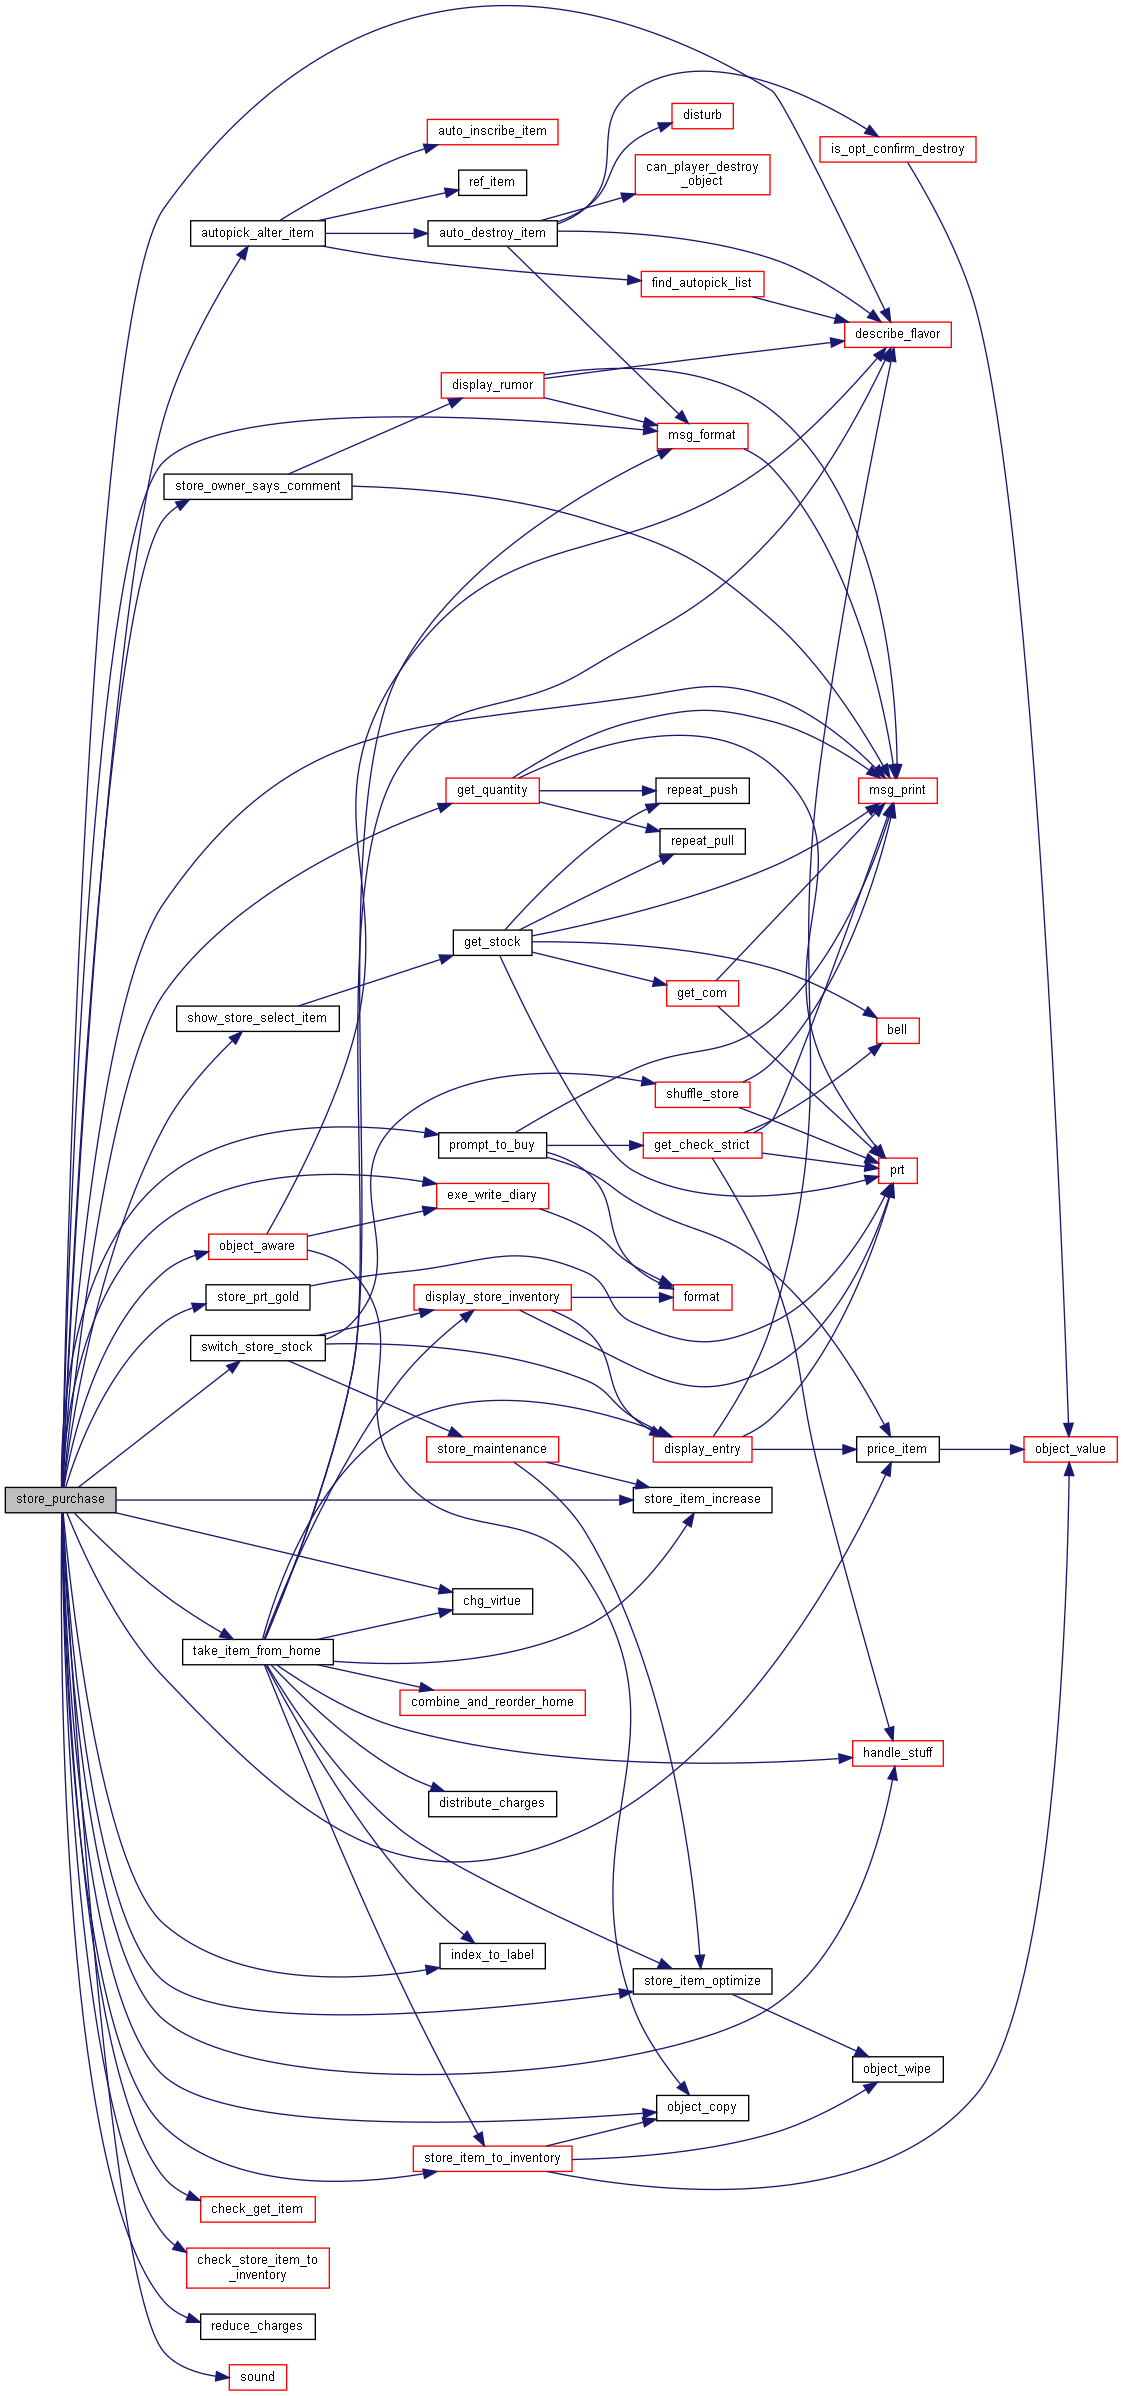 disturb
auto_inscribe_item
is_opt_confirm_destroy
can_player_destroy
_object
ref_item
autopick_alter_item
auto_destroy_item
find_autopick_list
describe_flavor
display_rumor
msg_format
store_owner_says_comment
get_quantity
repeat_push
msg_print
repeat_pull
get_stock
get_com
show_store_select_item
bell
shuffle_store
prompt_to_buy
get_check_strict
prt
exe_write_diary
object_aware
store_prt_gold
display_store_inventory
format
switch_store_stock
store_maintenance
display_entry
price_item
object_value
store_purchase
store_item_increase
chg_virtue
take_item_from_home
combine_and_reorder_home
handle_stuff
distribute_charges
index_to_label
store_item_optimize
object_wipe
object_copy
store_item_to_inventory
check_get_item
check_store_item_to
_inventory
reduce_charges
sound